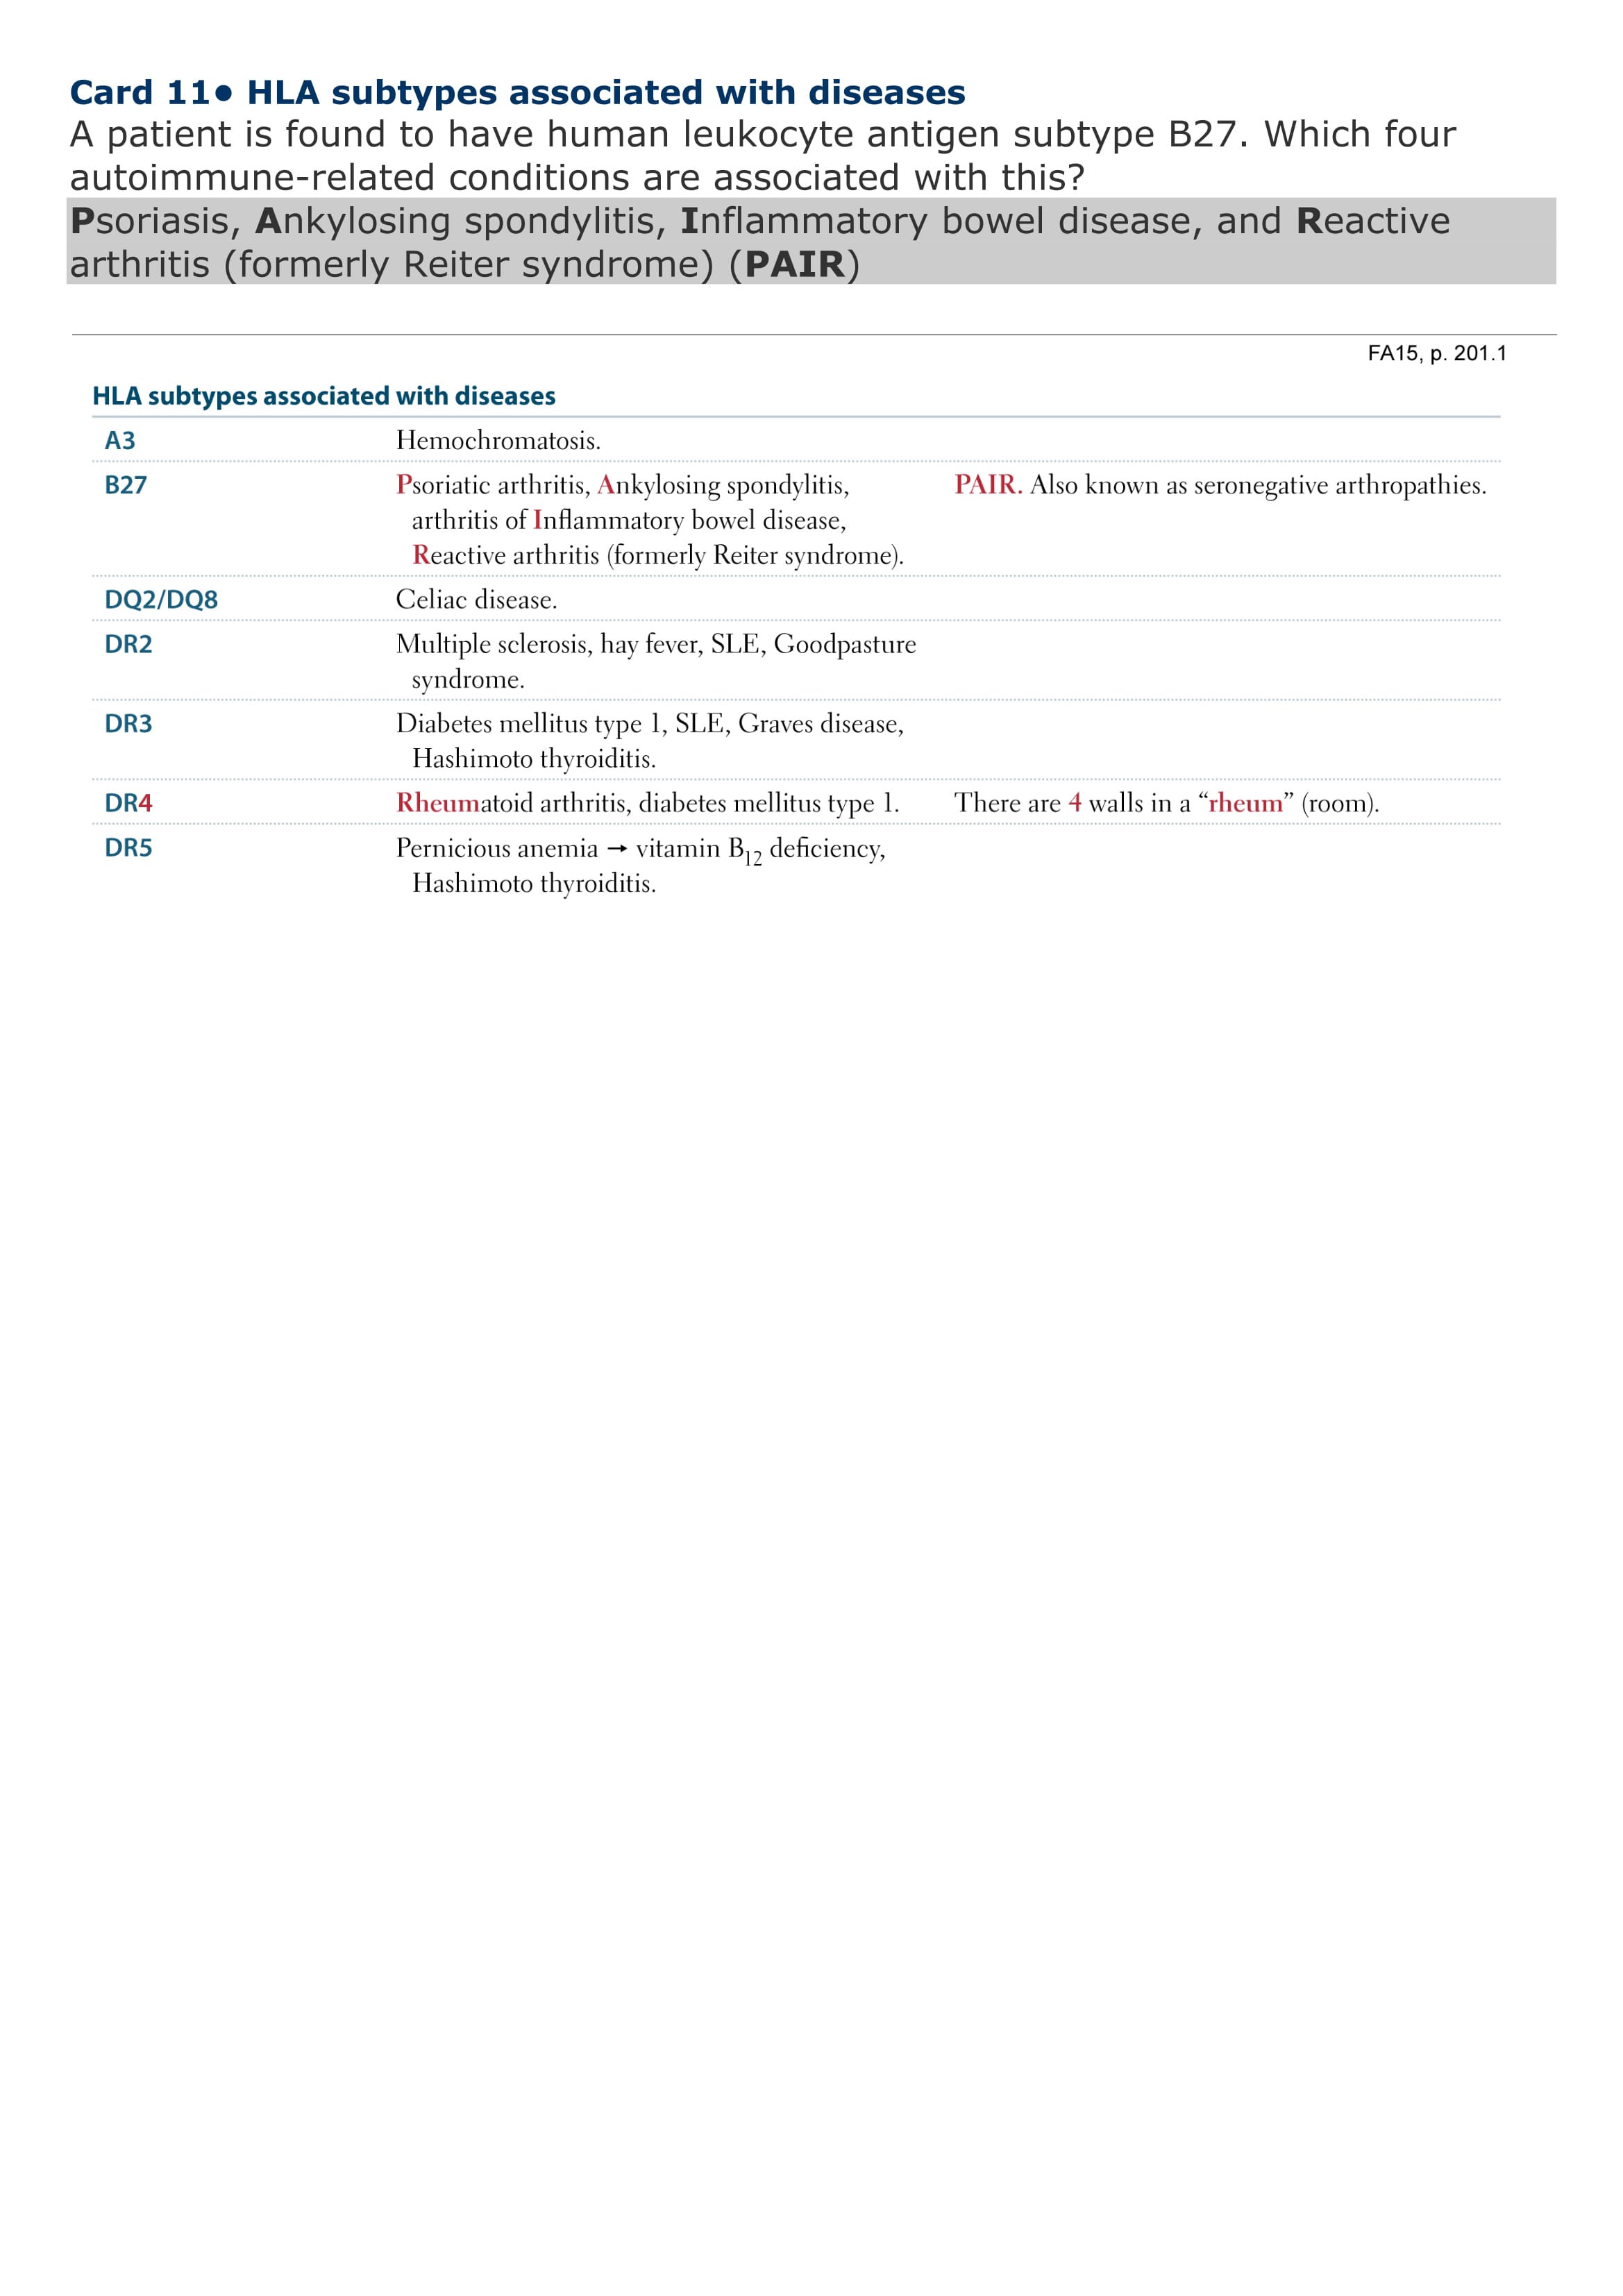 Card 11• HLA subtypes associated with diseases
A patient is found to have human leukocyte antigen subtype B27. Which four
autoimmune-related conditions are associated with this?
Psoriasis, Ankylosing spondylitis, Inflammatory bowel disease, and Reactive
arthritis (formerly Reiter syndrome) (PAIR)
FA15, p. 201.1
HLA subtypes associated with diseases
A3 Hemochromatosis.
B27 Psoriatic arthritis, Ankylosing spondylitis, PAIR. Also known as seronegative arthropathies.
arthritis of Inflammatory bowel disease,
Reactive arthritis (formerly Reiter syndrome).
DQ2/DQ8 Celiac disease.
DR2 Multiple sclerosis, hay fever, SLE, Goodpasture
syndrome.
DR3 Diabetes mellitus type 1, SLE, Graves disease,
Hashimoto thyroiditis.
DR4 Rheumatoid arthritis, diabetes mellitus type 1. There are 4 walls in a “rheum” (room).
DR5 Pernicious anemia → vitamin B12 deficiency,
Hashimoto thyroiditis.